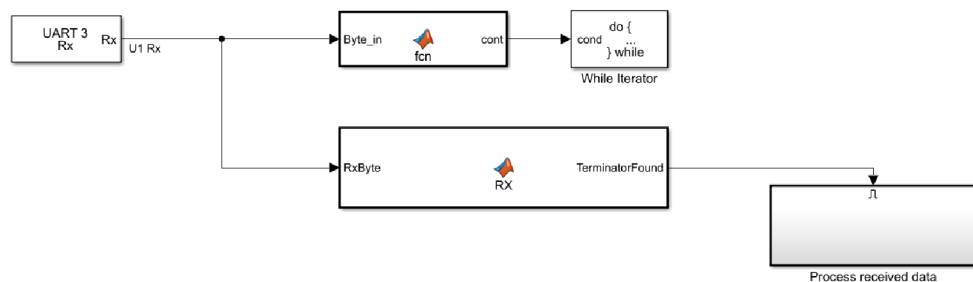 UART 3
Rx
Rx
U1 Rx
Byte_in
fcn
cont
cond
do {
...
} while
While Iterator
RxByte
RX
TerminatorFound
Process received data